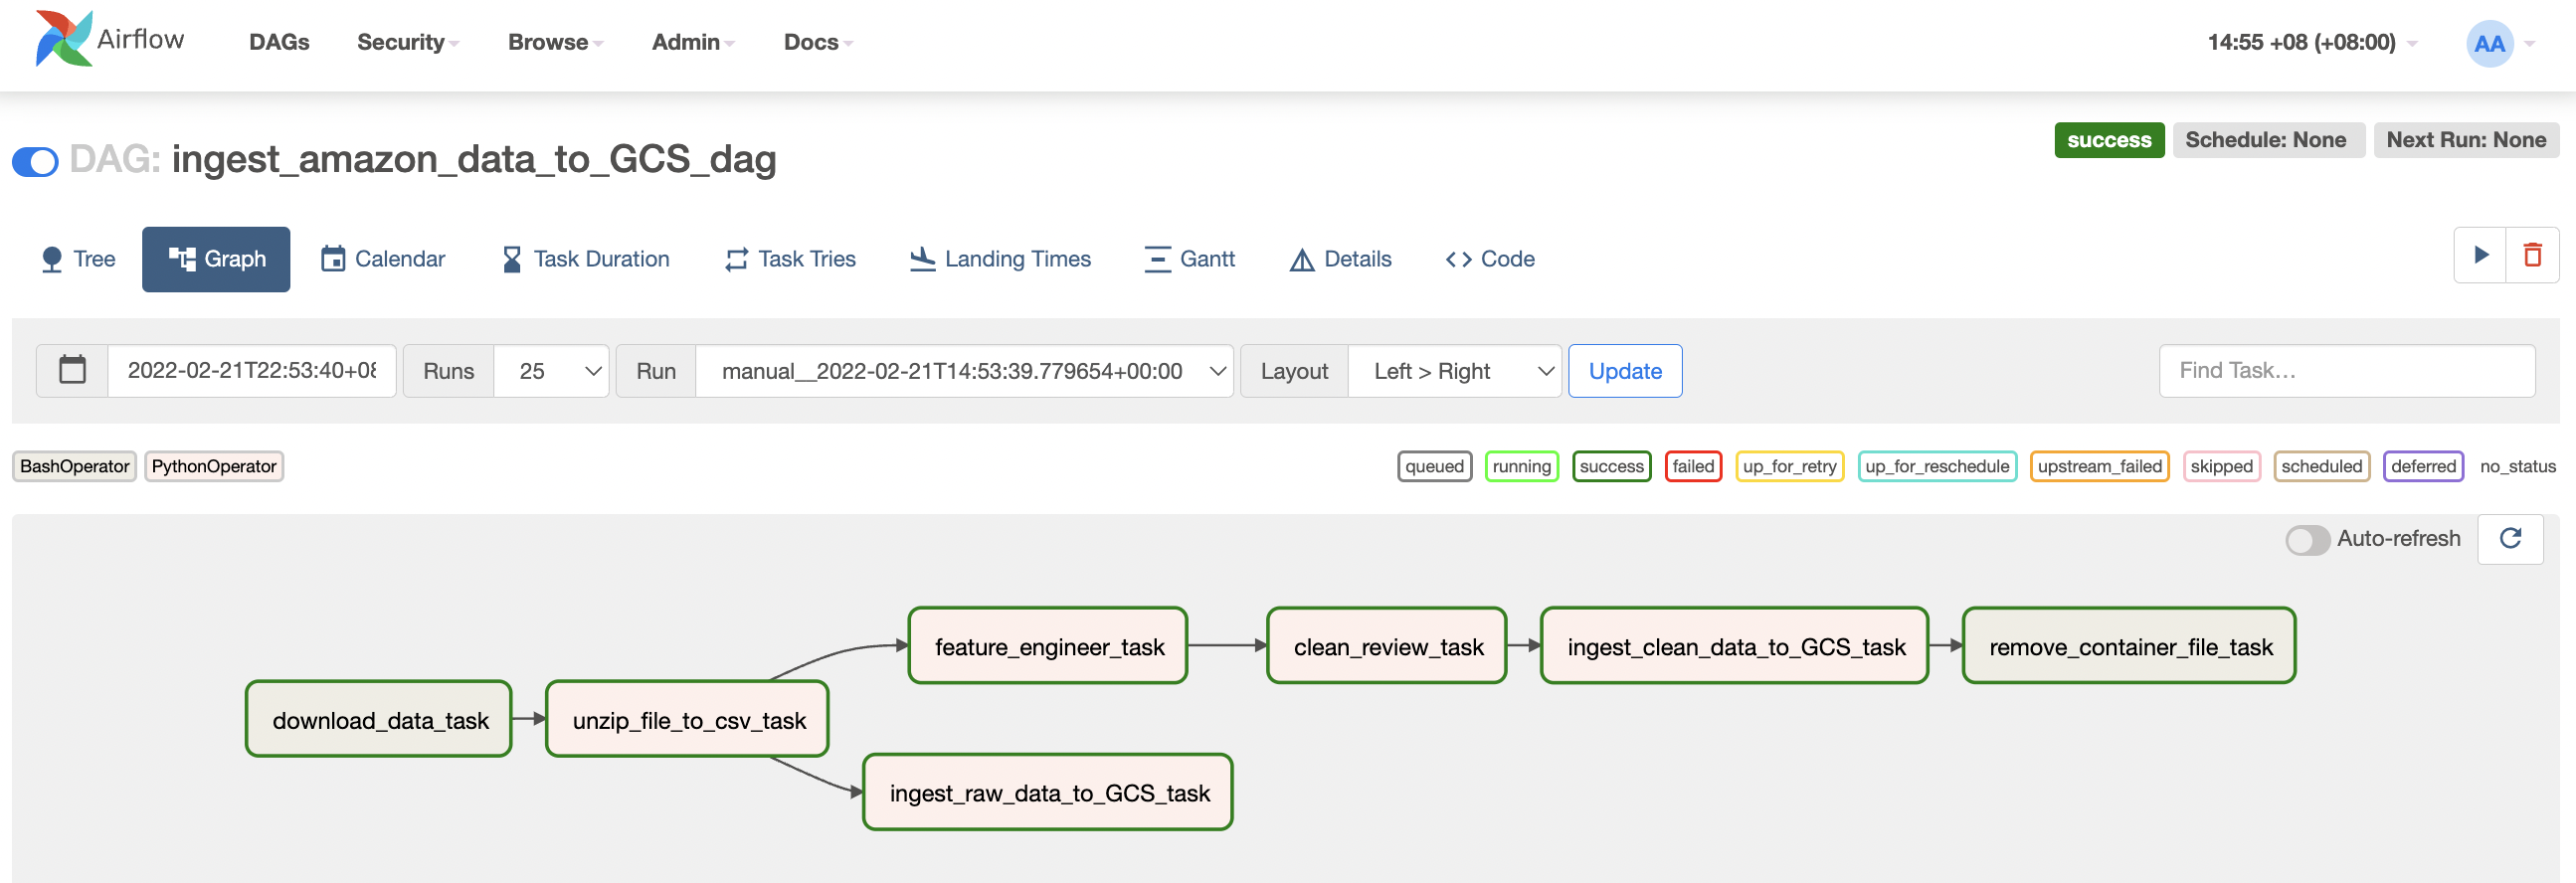 Airflow DAGs Security Browse Admin Docs 14:55 +08 (+08:00) AA
DAG: ingest_amazon_data_to_GCS_dag success Schedule: None Next Run: None
Tree Graph Calendar Task Duration Task Tries Landing Times Gantt Details <> Code
2022-02-21T22:53:40+08 Runs 25 Run manual__2022-02-21T14:53:39.779654+00:00 Layout Left > Right Update Find Task…
BashOperator PythonOperator queued running success failed up_for_retry up_for_reschedule upstream_failed skipped scheduled deferred no_status
Auto-refresh
feature_engineer_task clean_review_task ingest_clean_data_to_GCS_task remove_container_file_task
download_data_task unzip_file_to_csv_task
ingest_raw_data_to_GCS_task